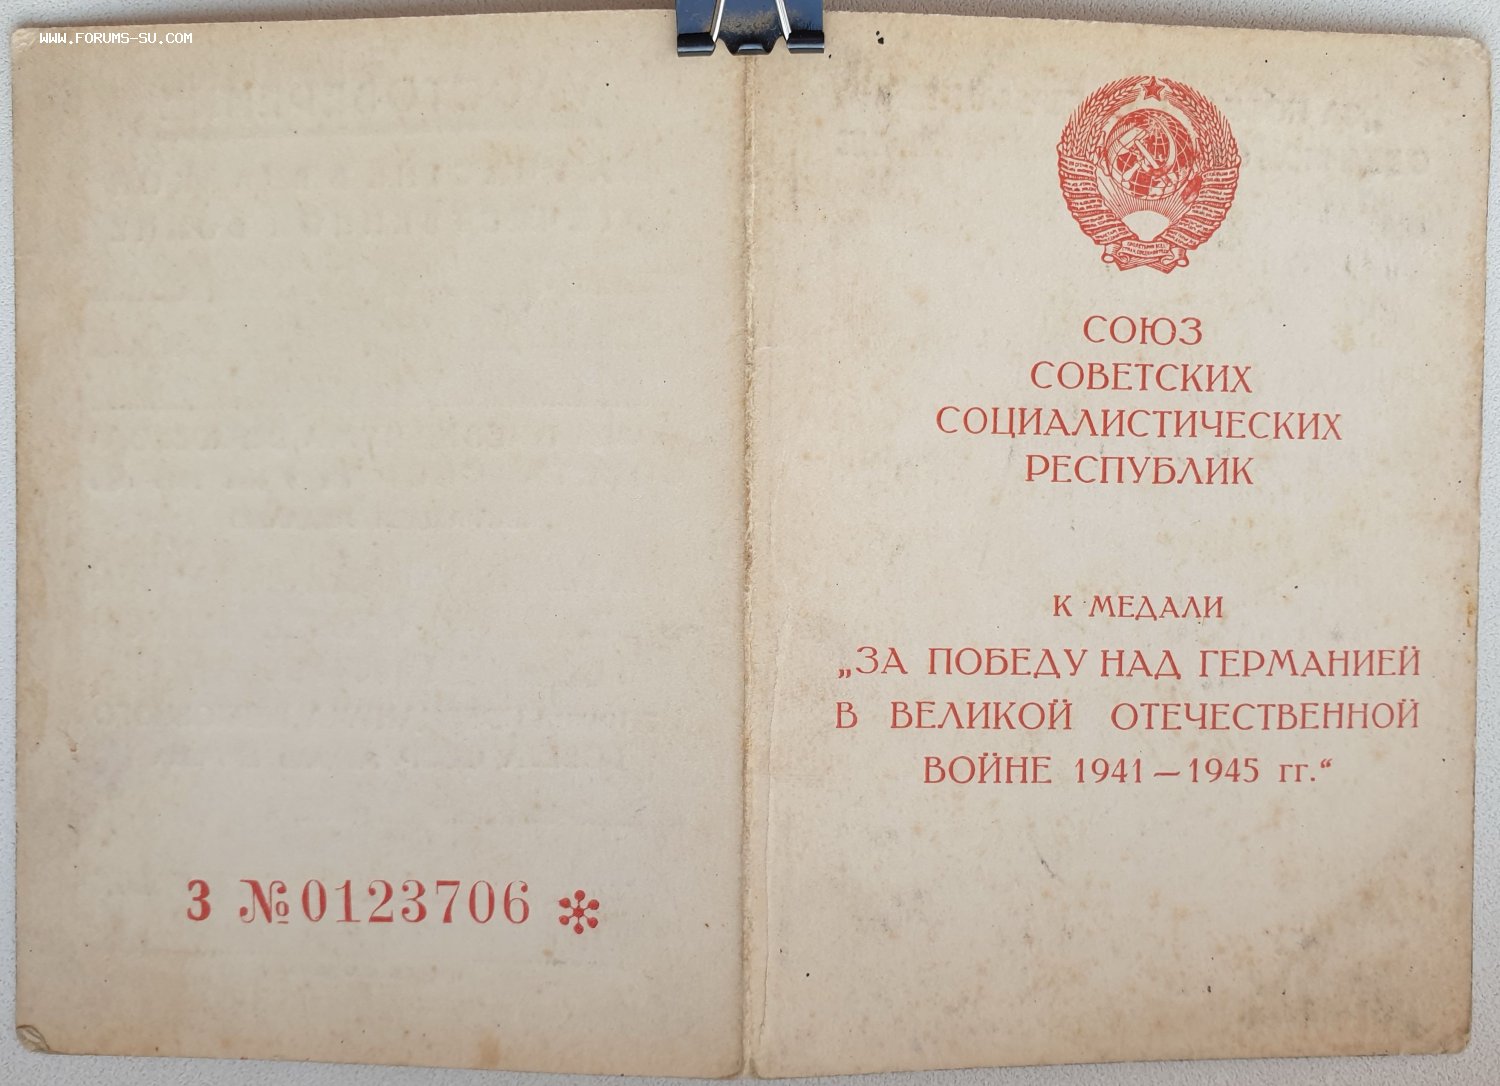 WWW.FORUMS-SU.COM
З №0123706
СОЮЗ
СОВЕТСКИХ
СОЦИАЛИСТИЧЕСКИХ
РЕСПУБЛИК
К МЕДАЛИ
„ЗА ПОБЕДУ НАД ГЕРМАНИЕЙ
В ВЕЛИКОЙ ОТЕЧЕСТВЕННОЙ
ВОЙНЕ 1941—1945 гг.“